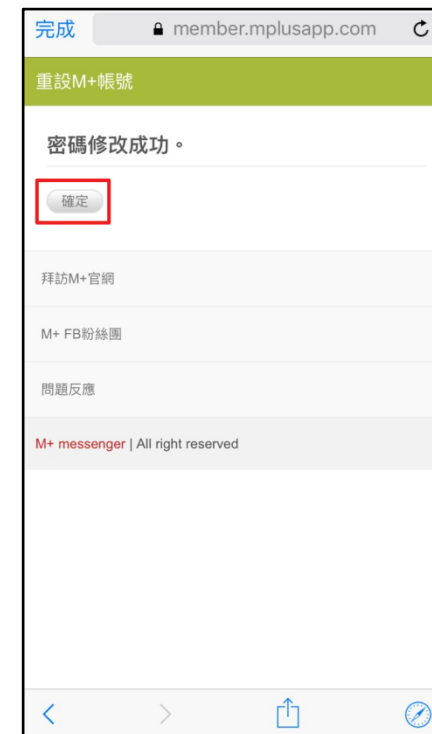 完成 member.mplusapp.com
重設M+帳號
密碼修改成功。
確定
拜訪M+官網
M+ FB粉絲團
問題反應
M+ messenger | All right reserved